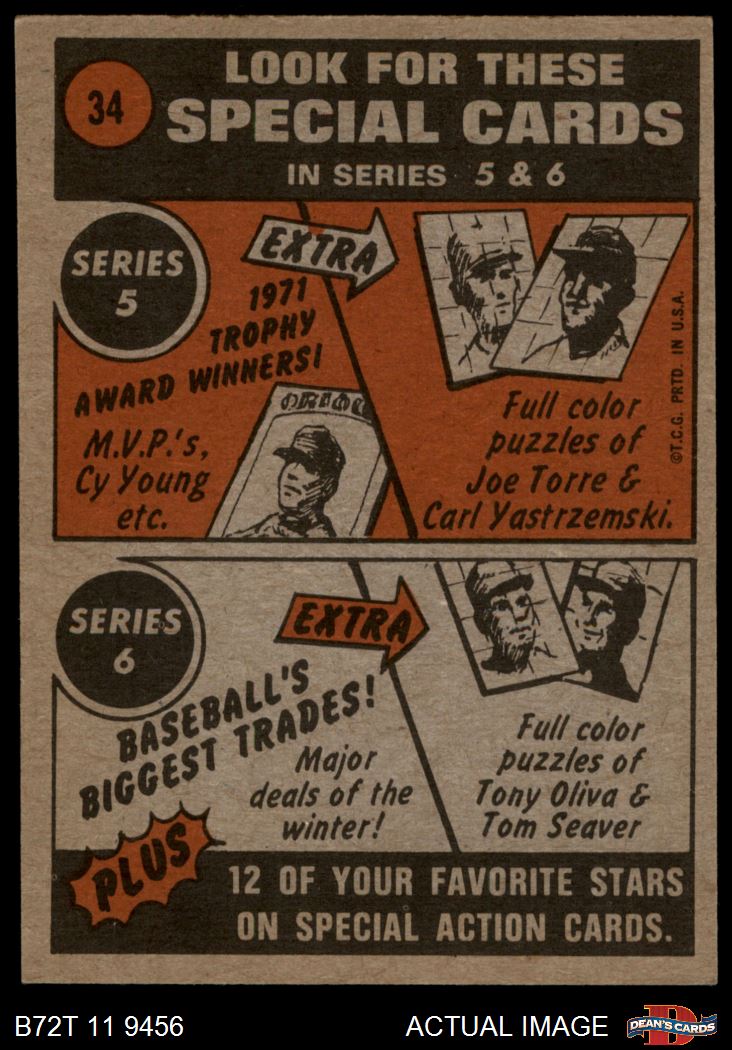 34
LOOK FOR THESE
SPECIAL CARDS
IN SERIES 5 & 6
SERIES
5
EXTRA
1971
TROPHY
AWARD WINNERS!
M.V.P.'s,
Cy Young
etc.
ORIOL
Full color
puzzles of
Joe Torre &
Carl Yastrzemski.
©T.C.G. PRTD. IN U.S.A.
SERIES
6
EXTRA
BASEBALL'S
BIGGEST TRADES!
Major
deals of the
winter!
Full color
puzzles of
Tony Oliva &
Tom Seaver
PLUS
12 OF YOUR FAVORITE STARS
ON SPECIAL ACTION CARDS.
B72T 11 9456
ACTUAL IMAGE
D
DEAN'S CARDS